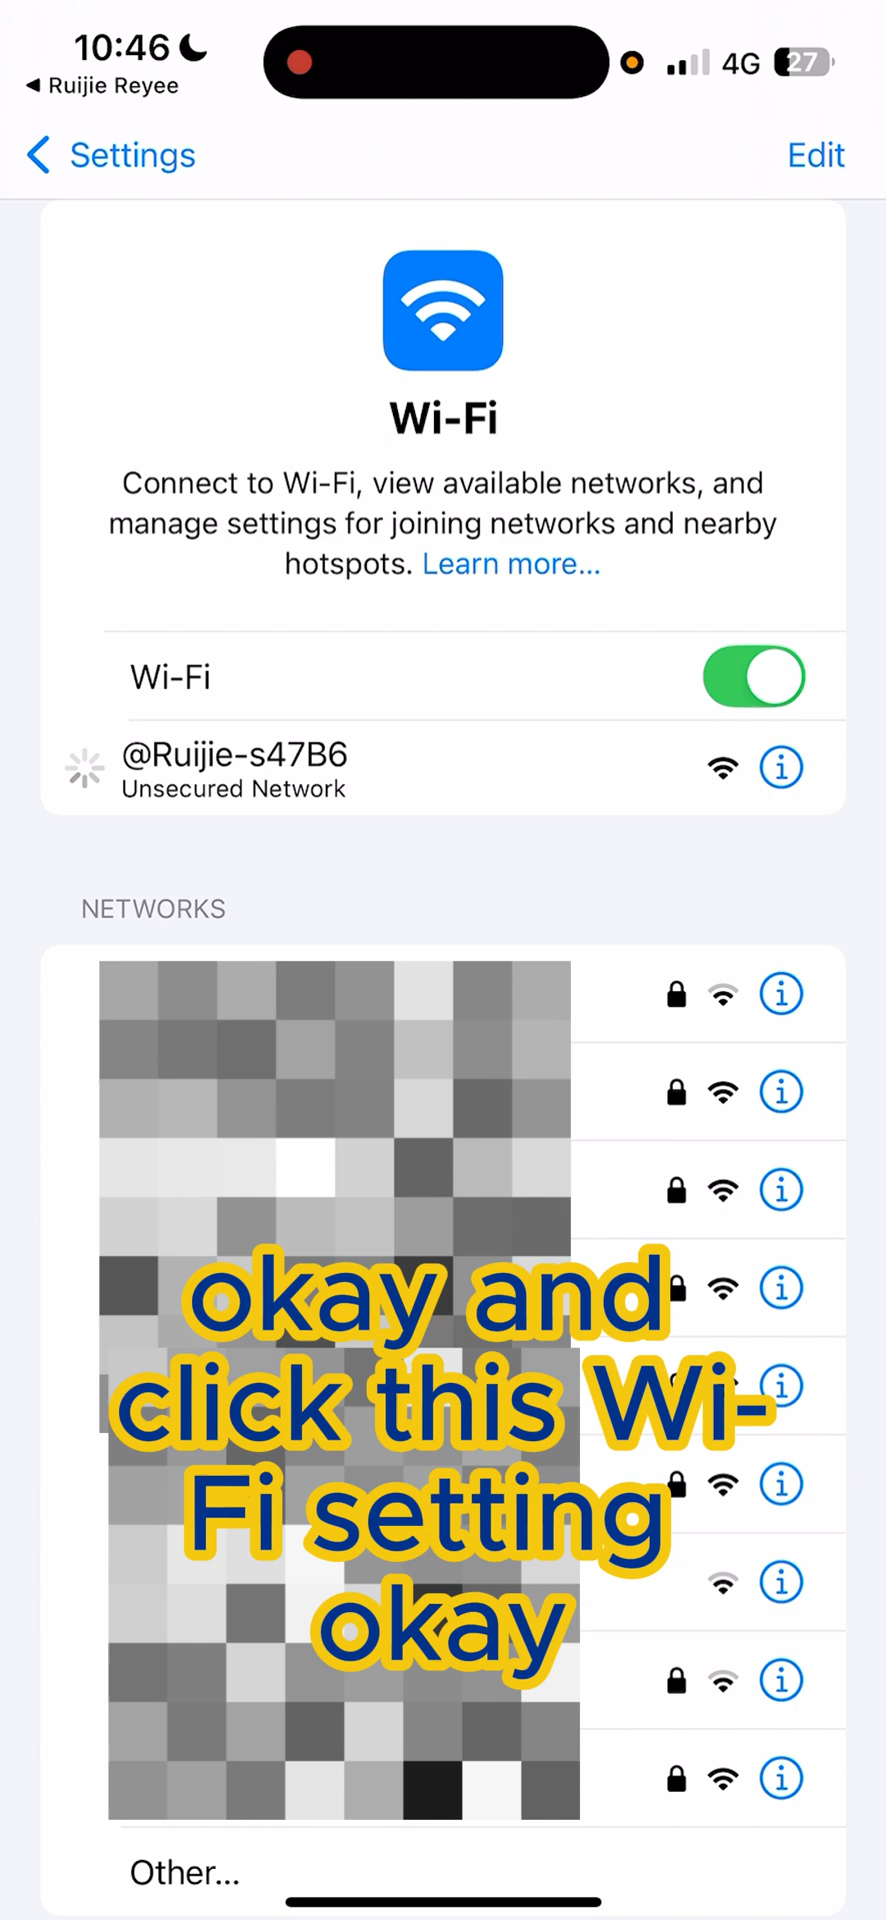 10:46
4G
27
◀ Ruijie Reyee
Settings
Edit
Wi-Fi
Connect to Wi-Fi, view available networks, and
manage settings for joining networks and nearby
hotspots. Learn more...
Wi-Fi
@Ruijie-s47B6
Unsecured Network
NETWORKS
okay and
click this Wi-
Fi setting
okay
Other...